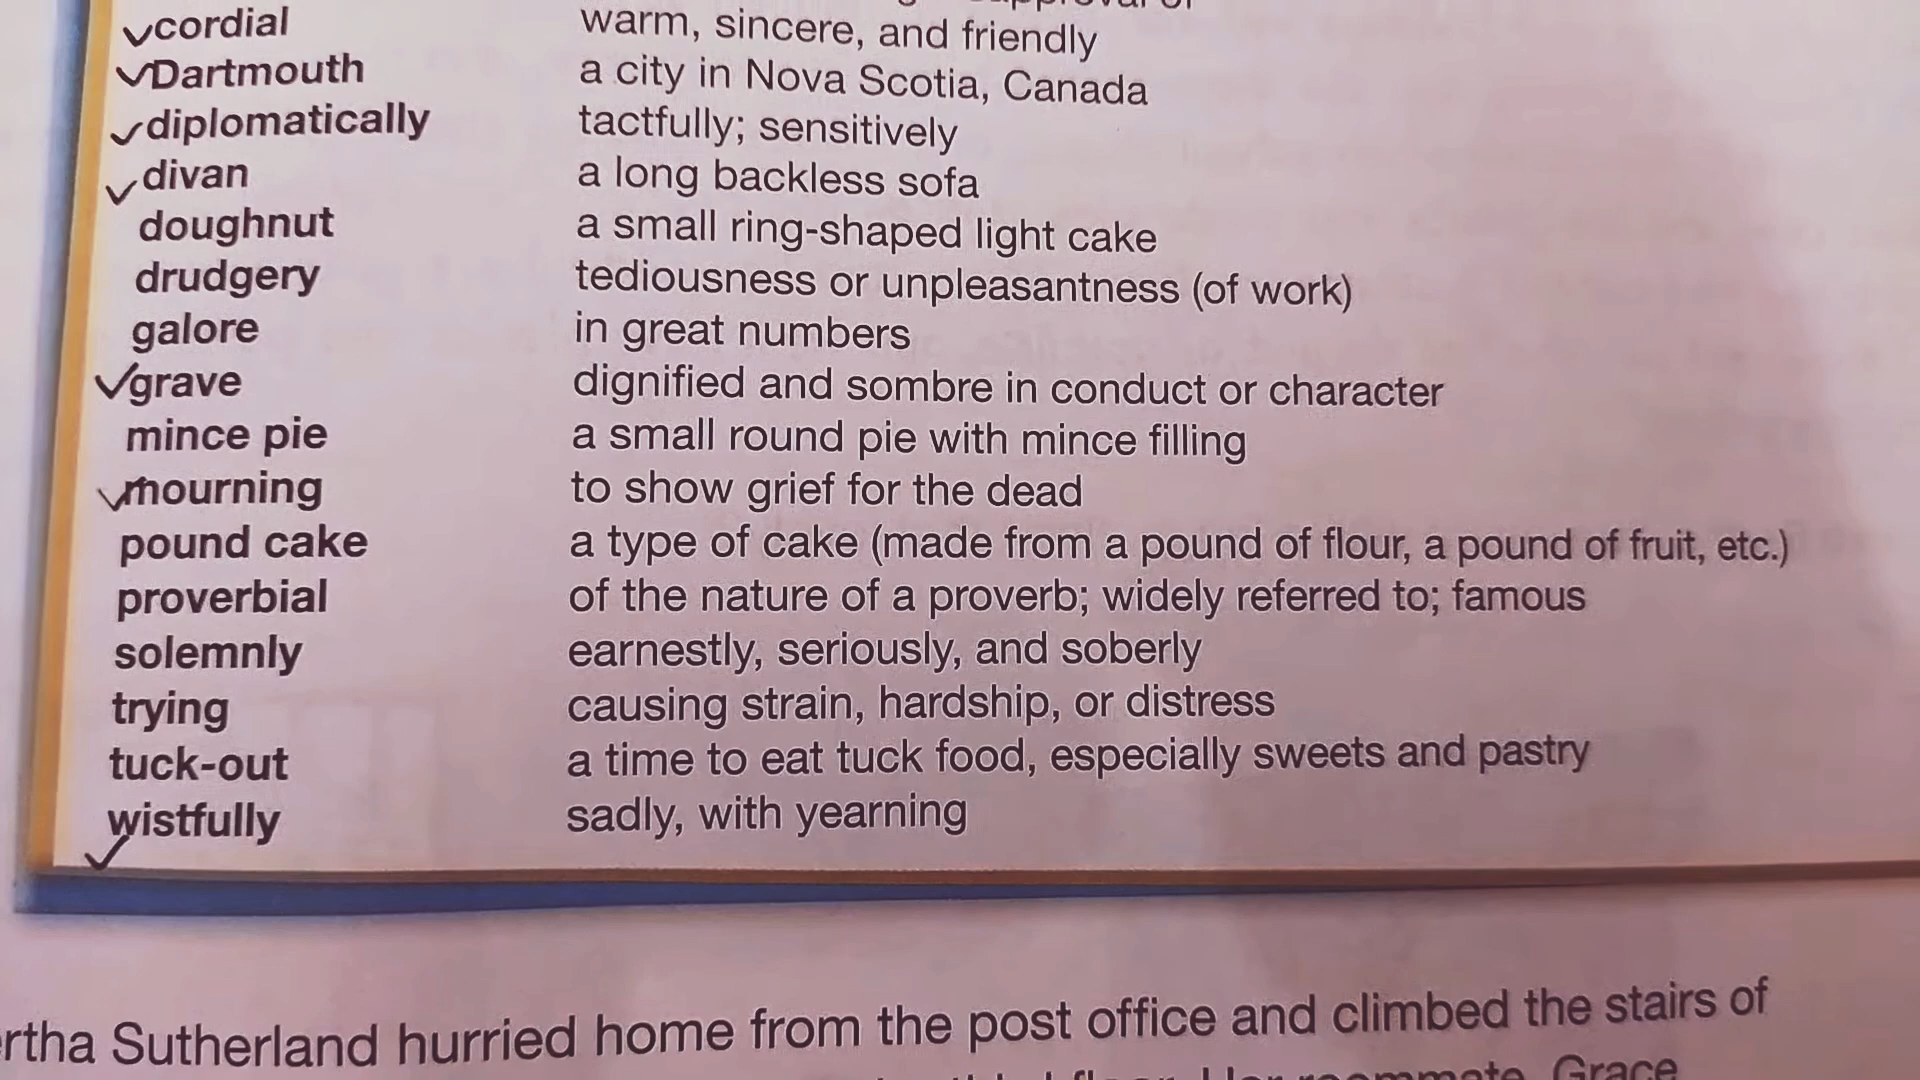 approval of
cordial warm, sincere, and friendly
Dartmouth a city in Nova Scotia, Canada
diplomatically tactfully; sensitively
divan a long backless sofa
doughnut a small ring-shaped light cake
drudgery tediousness or unpleasantness (of work)
galore in great numbers
grave dignified and sombre in conduct or character
mince pie a small round pie with mince filling
mourning to show grief for the dead
pound cake a type of cake (made from a pound of flour, a pound of fruit, etc.)
proverbial of the nature of a proverb; widely referred to; famous
solemnly earnestly, seriously, and soberly
trying causing strain, hardship, or distress
tuck-out a time to eat tuck food, especially sweets and pastry
wistfully sadly, with yearning
rtha Sutherland hurried home from the post office and climbed the stairs of
floor. Her roommate, Grace